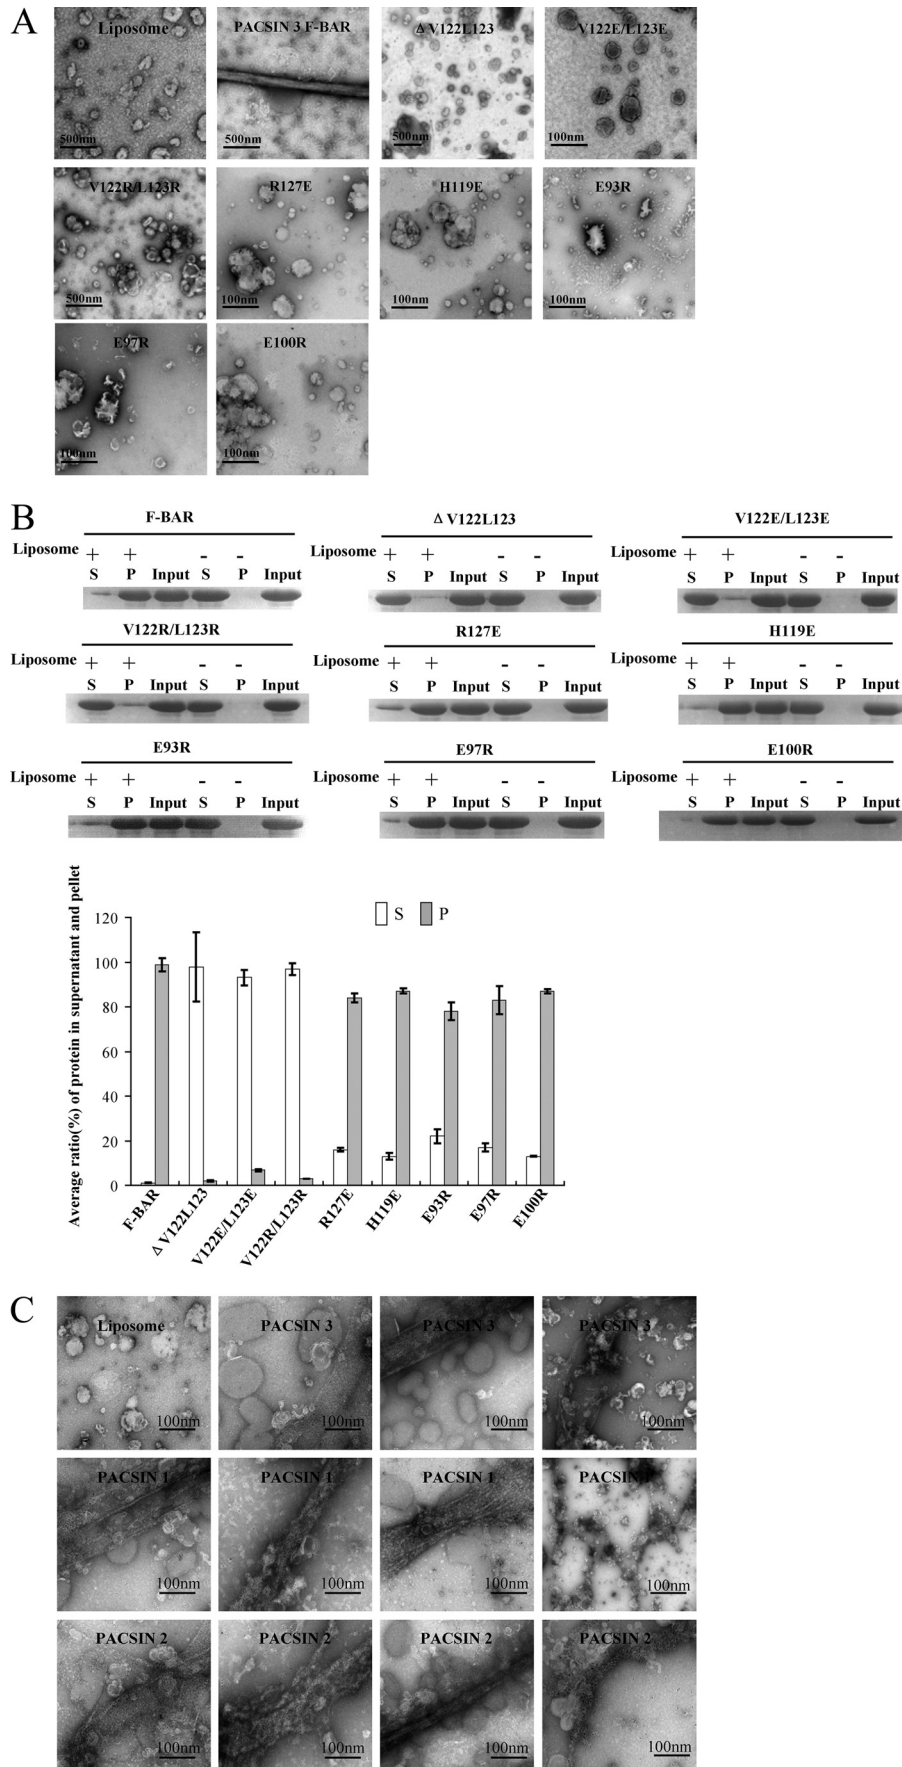 A
Liposome
PACSIN 3 F-BAR
Δ V122L123
V122E/L123E
500nm
500nm
500nm
100nm
V122R/L123R
R127E
H119E
E93R
500nm
100nm
100nm
100nm
E97R
E100R
100nm
100nm
B
F-BAR
Liposome + + - -
S P Input S P Input
Δ V122L123
Liposome + + - -
S P Input S P Input
V122E/L123E
Liposome + + - -
S P Input S P Input
V122R/L123R
Liposome + + - -
S P Input S P Input
R127E
Liposome + + - -
S P Input S P Input
H119E
Liposome + + - -
S P Input S P Input
E93R
Liposome + + - -
S P Input S P Input
E97R
Liposome + + - -
S P Input S P Input
E100R
Liposome + + - -
S P Input S P Input
Average ratio(%) of protein in supernatant and pellet
S P
120
100
80
60
40
20
0
F-BAR
Δ V122L123
V122E/L123E
V122R/L123R
R127E
H119E
E93R
E97R
E100R
C
Liposome
PACSIN 3
PACSIN 3
PACSIN 3
100nm
100nm
100nm
100nm
PACSIN 1
PACSIN 1
PACSIN 1
PACSIN 1
100nm
100nm
100nm
100nm
PACSIN 2
PACSIN 2
PACSIN 2
PACSIN 2
100nm
100nm
100nm
100nm